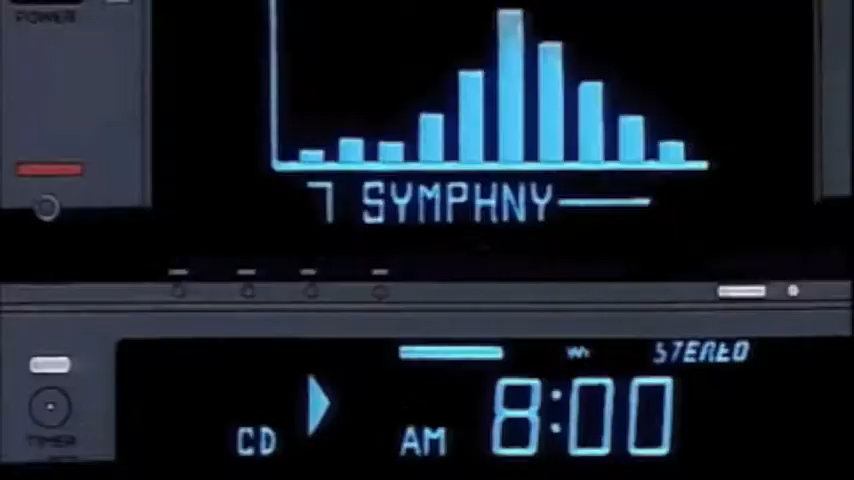 POWER
7 SYMPHNY
STEREO
CD AM 8:00
TIMER